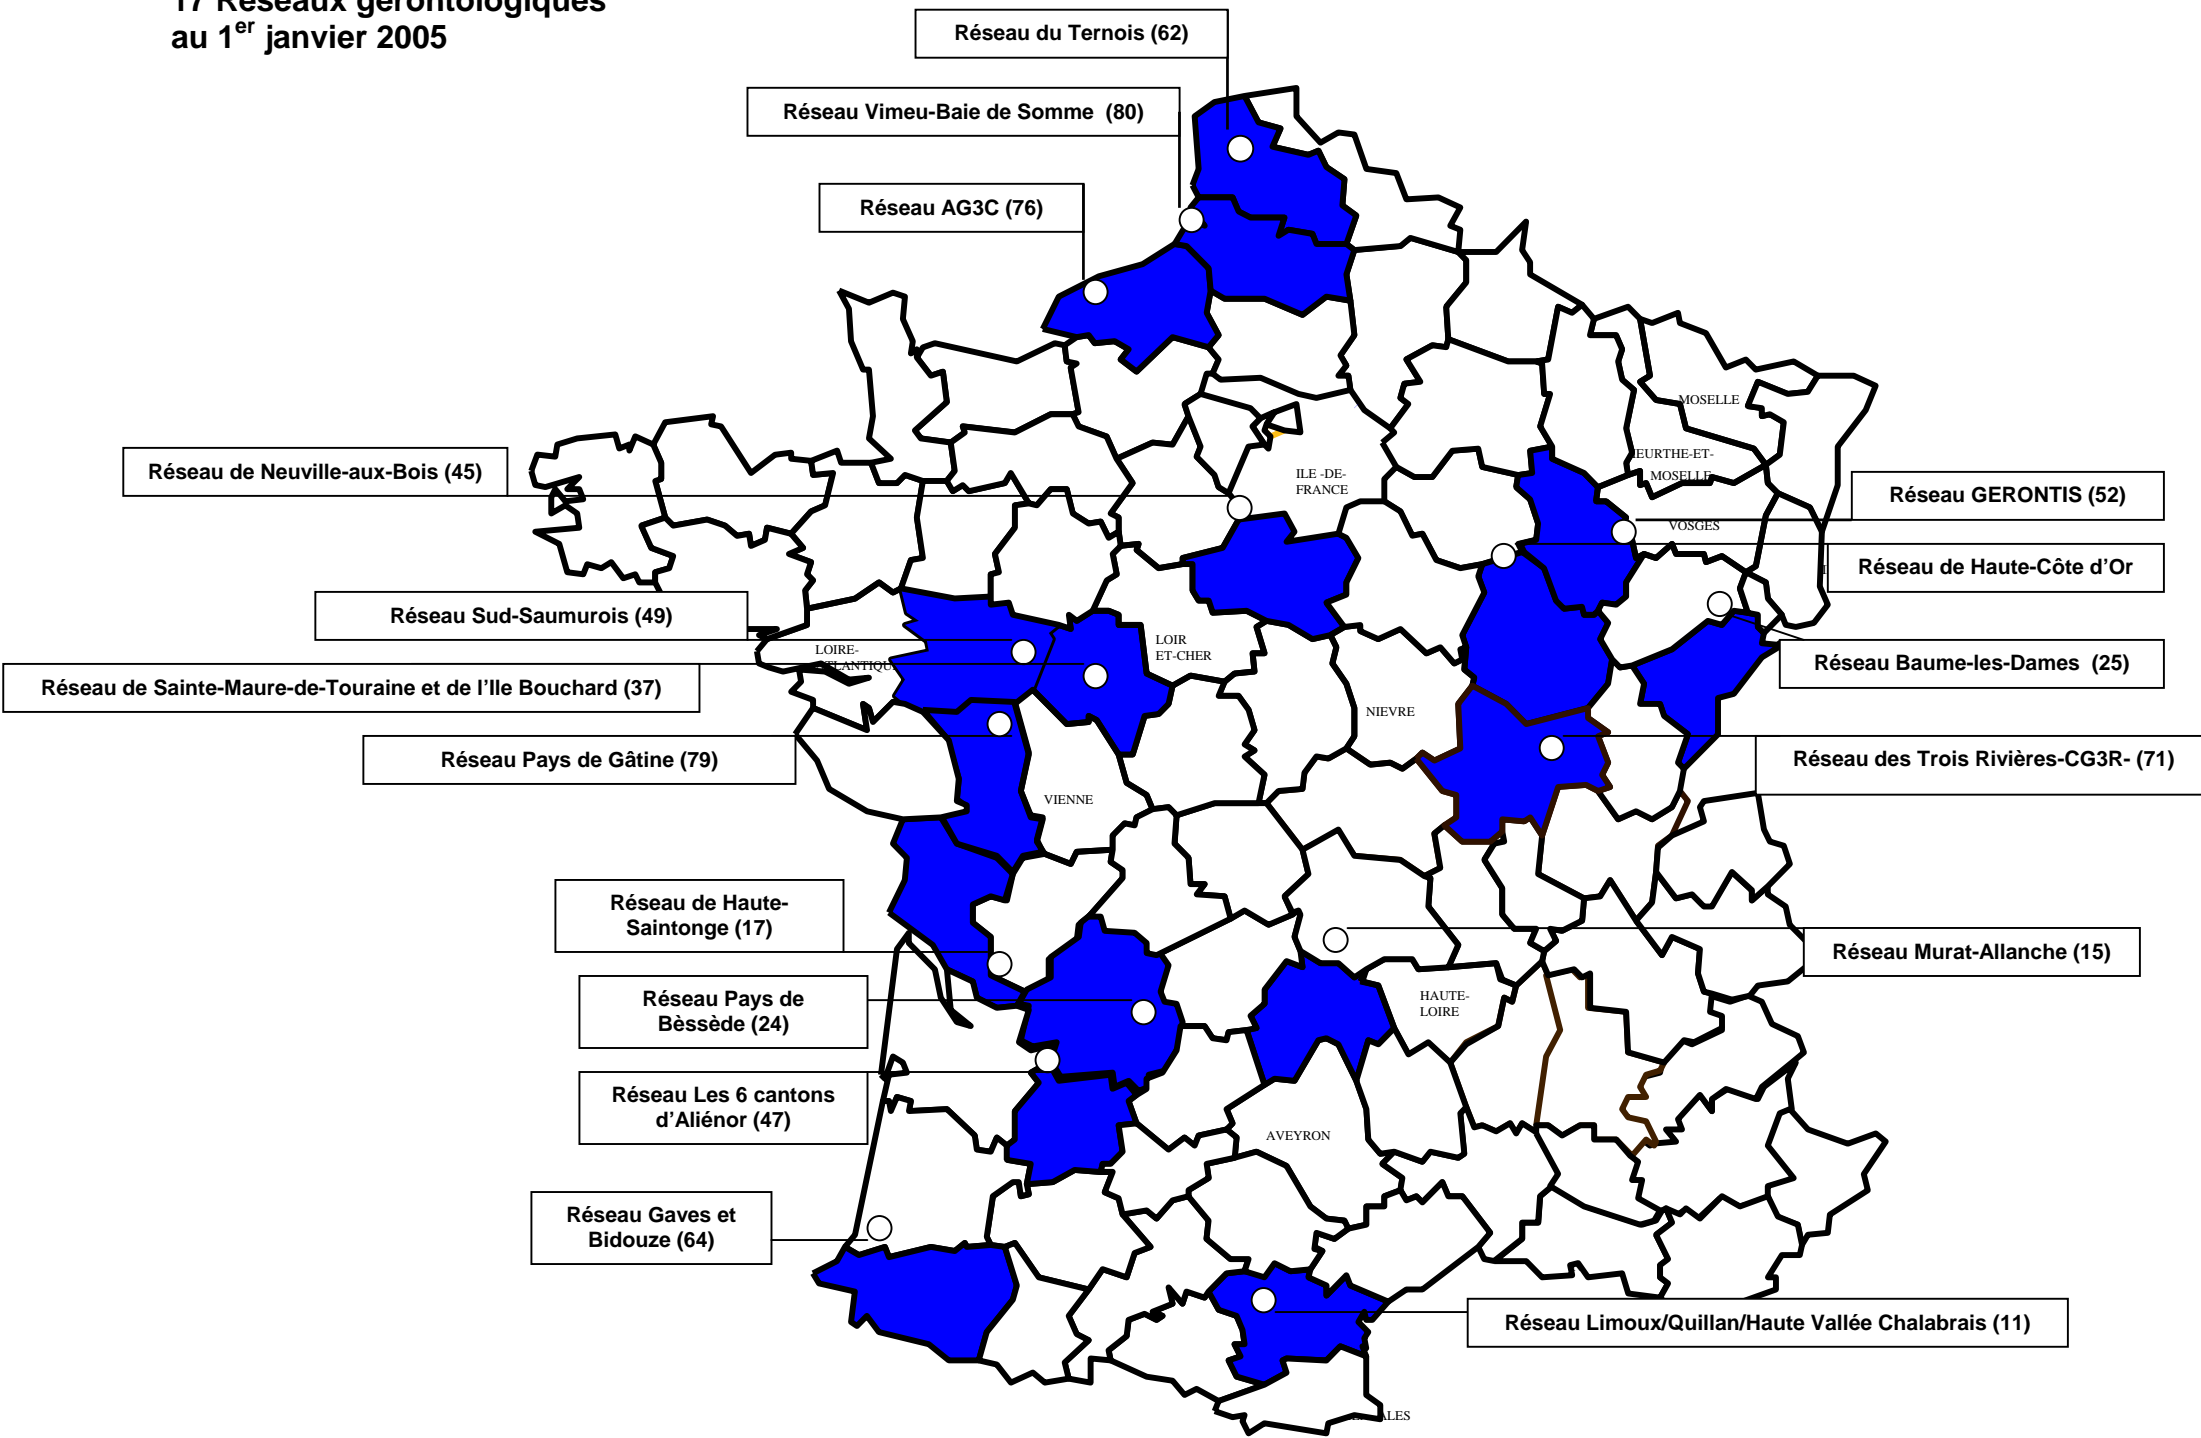 17 Réseaux gérontologiques
au 1er janvier 2005
Réseau du Ternois (62)
Réseau Vimeu-Baie de Somme (80)
Réseau AG3C (76)
MOSELLE
Réseau de Neuville-aux-Bois (45)
ILE -DE-
FRANCE
EURTHE-ET-
MOSELLE
Réseau GERONTIS (52)
VOSGES
Réseau de Haute-Côte d’Or
Réseau Sud-Saumurois (49)
LOIRE-
LOIR
ET-CHER
Réseau Baume-les-Dames (25)
Réseau de Sainte-Maure-de-Touraine et de l’Ile Bouchard (37)
NIEVRE
Réseau Pays de Gâtine (79)
Réseau des Trois Rivières-CG3R- (71)
VIENNE
Réseau de Haute-
Saintonge (17)
Réseau Murat-Allanche (15)
Réseau Pays de
Bèssède (24)
HAUTE-
LOIRE
Réseau Les 6 cantons
d’Aliénor (47)
AVEYRON
Réseau Gaves et
Bidouze (64)
Réseau Limoux/Quillan/Haute Vallée Chalabrais (11)
ALES